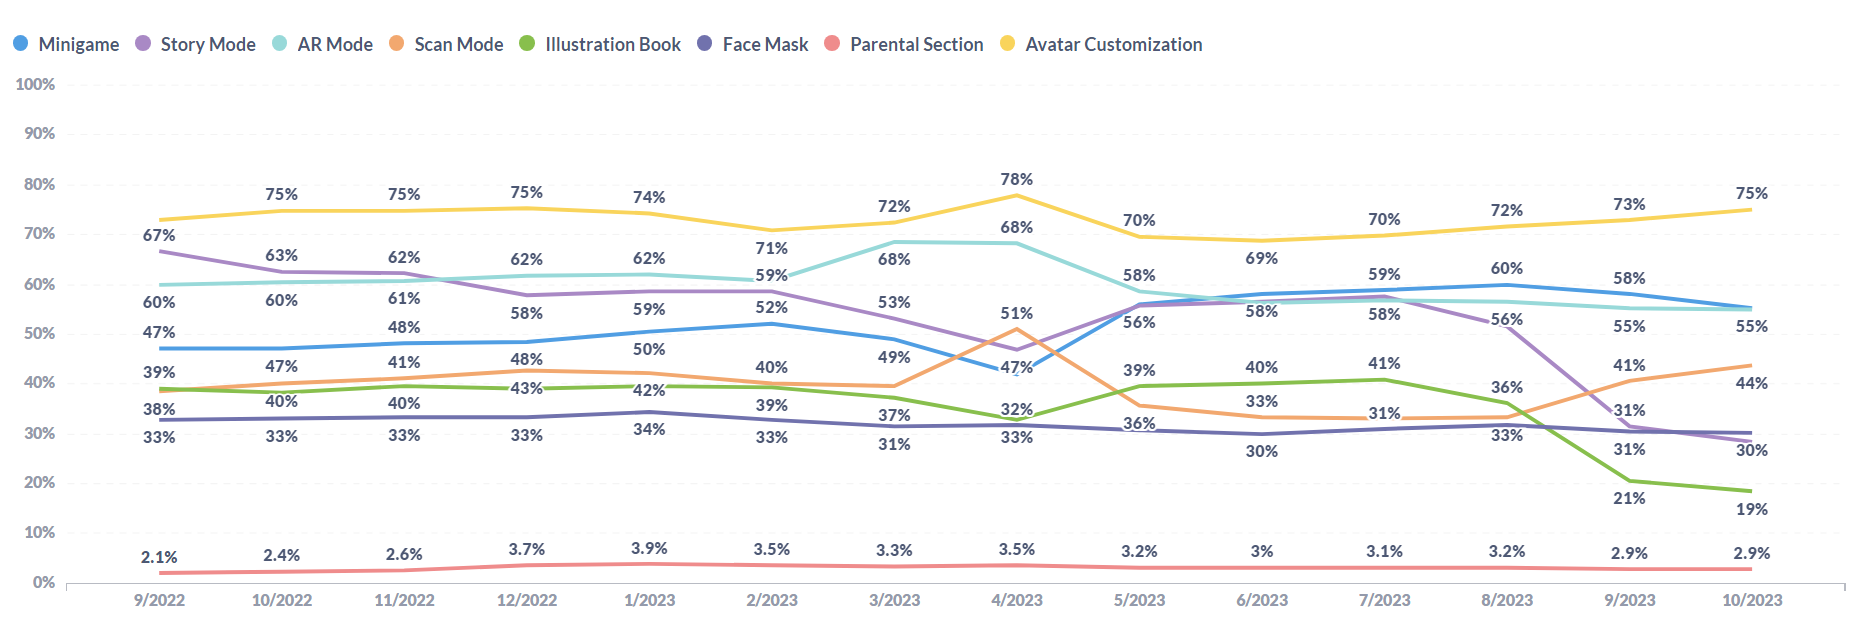 Minigame Story Mode AR Mode Scan Mode Illustration Book Face Mask Parental Section Avatar Customization
100%
90%
80%
70%
60%
50%
40%
30%
20%
10%
0%
67% 60% 47% 39% 38% 33% 2.1%
75% 63% 60% 47% 40% 33% 2.4%
75% 62% 61% 48% 41% 40% 33% 2.6%
75% 62% 58% 48% 43% 33% 3.7%
74% 62% 59% 50% 42% 34% 3.9%
71% 59% 52% 40% 39% 33% 3.5%
72% 68% 53% 49% 37% 31% 3.3%
78% 68% 51% 47% 32% 33% 3.5%
70% 58% 56% 39% 36% 3.2%
69% 58% 40% 33% 30% 3%
70% 59% 58% 41% 31% 3.1%
72% 60% 56% 36% 33% 3.2%
73% 58% 55% 41% 31% 31% 21% 2.9%
75% 55% 44% 30% 19% 2.9%
9/2022 10/2022 11/2022 12/2022 1/2023 2/2023 3/2023 4/2023 5/2023 6/2023 7/2023 8/2023 9/2023 10/2023